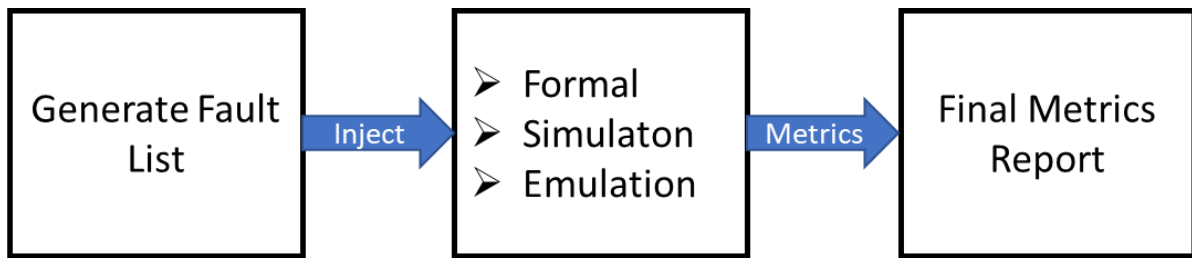 Generate Fault
List
Inject
➢ Formal
➢ Simulaton
➢ Emulation
Metrics
Final Metrics
Report